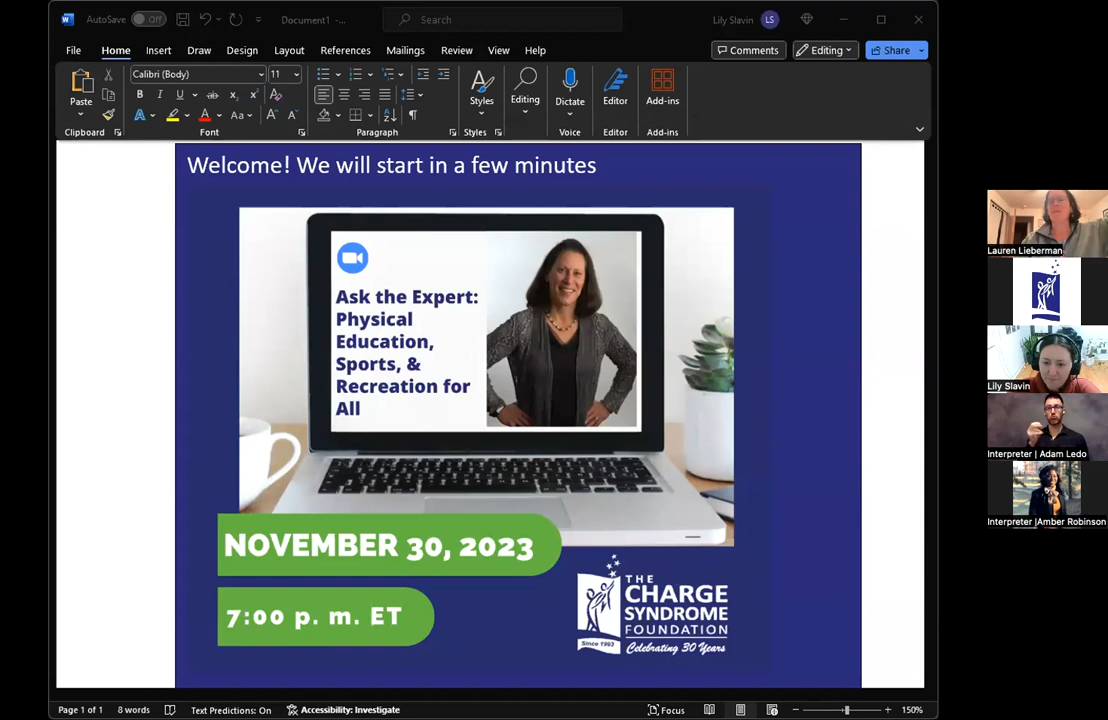 AutoSave Off Document1 -... Search Lily Slavin LS
File Home Insert Draw Design Layout References Mailings Review View Help Comments Editing Share
Calibri (Body) 11
Paste Styles Editing Dictate Editor Add-ins
Clipboard Font Paragraph Styles Voice Editor Add-ins
Welcome! We will start in a few minutes
Ask the Expert:
Physical
Education,
Sports, &
Recreation for
All
NOVEMBER 30, 2023
7:00 p. m. ET
THE
CHARGE
SYNDROME
FOUNDATION
Since 1993
Celebrating 30 Years
Lauren Lieberman
Lily Slavin
Interpreter | Adam Ledo
Interpreter |Amber Robinson
Page 1 of 1 8 words Text Predictions: On Accessibility: Investigate Focus 150%